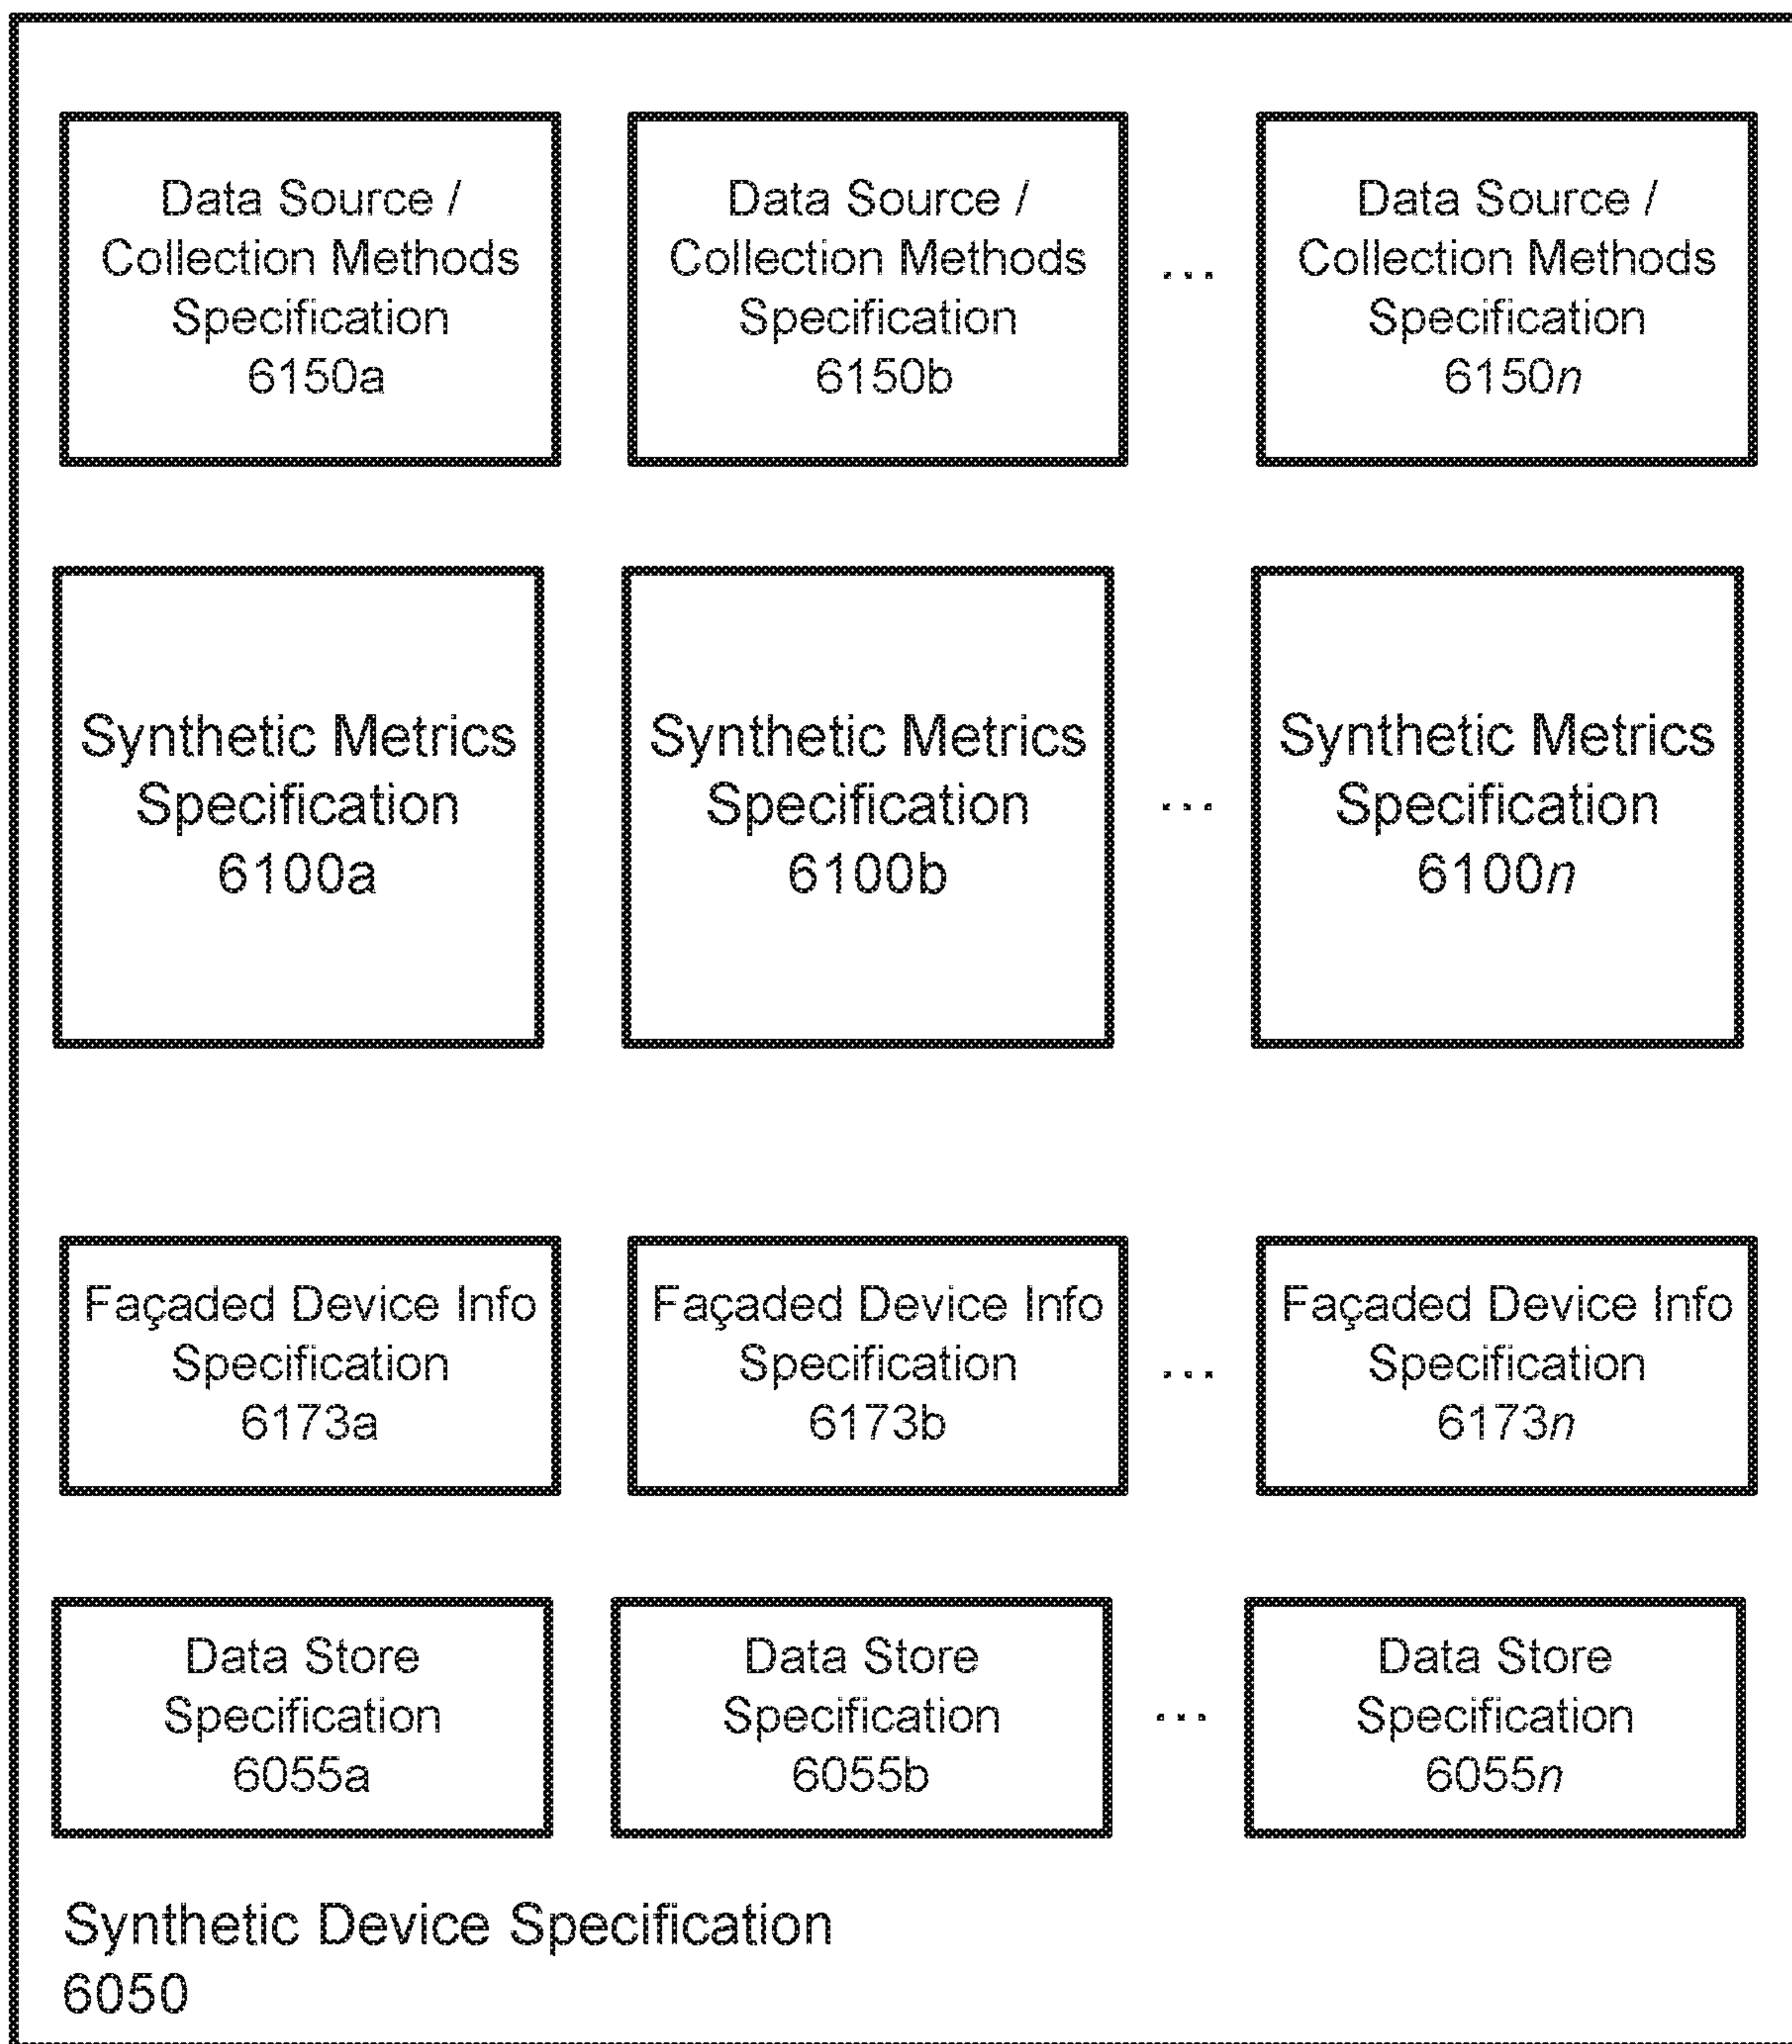 Data Source /
Collection Methods
Specification
6150a
Data Source /
Collection Methods
Specification
6150b
...
Data Source /
Collection Methods
Specification
6150n
Synthetic Metrics
Specification
6100a
Synthetic Metrics
Specification
6100b
...
Synthetic Metrics
Specification
6100n
Façaded Device Info
Specification
6173a
Façaded Device Info
Specification
6173b
...
Façaded Device Info
Specification
6173n
Data Store
Specification
6055a
Data Store
Specification
6055b
...
Data Store
Specification
6055n
Synthetic Device Specification
6050